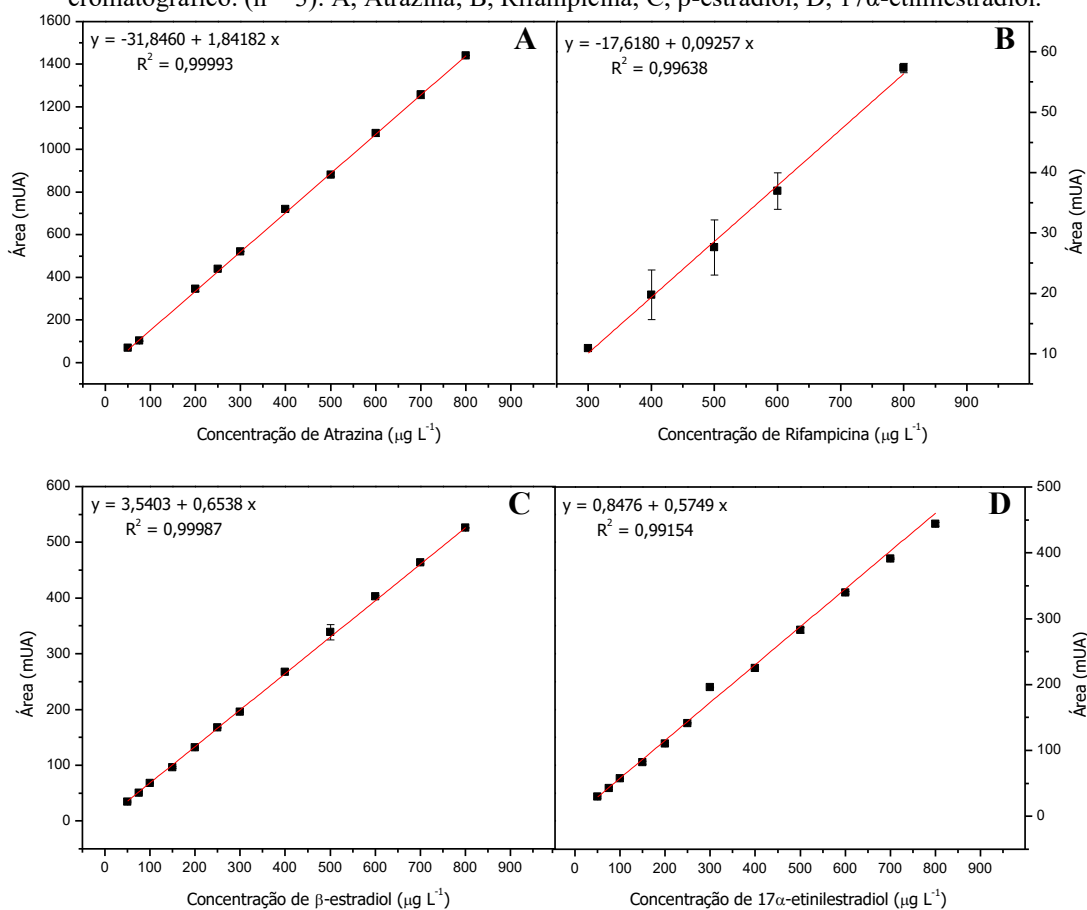 cromatográfico. (n = 3). A, Atrazina; B, Rifampicina; C, β-estradiol; D, 17α-etinilestradiol.
y = -31,8460 + 1,84182 x
R² = 0,99993
A
1600
1400
1200
1000
800
600
400
200
0
Área (mUA)
0 100 200 300 400 500 600 700 800 900
Concentração de Atrazina (μg L⁻¹)
y = -17,6180 + 0,09257 x
R² = 0,99638
B
60
50
40
30
20
10
Área (mUA)
300 400 500 600 700 800 900
Concentração de Rifampicina (μg L⁻¹)
y = 3,5403 + 0,6538 x
R² = 0,99987
C
600
500
400
300
200
100
0
Área (mUA)
0 100 200 300 400 500 600 700 800 900
Concentração de β-estradiol (μg L⁻¹)
y = 0,8476 + 0,5749 x
R² = 0,99154
D
500
400
300
200
100
0
Área (mUA)
0 100 200 300 400 500 600 700 800 900
Concentração de 17α-etinilestradiol (μg L⁻¹)